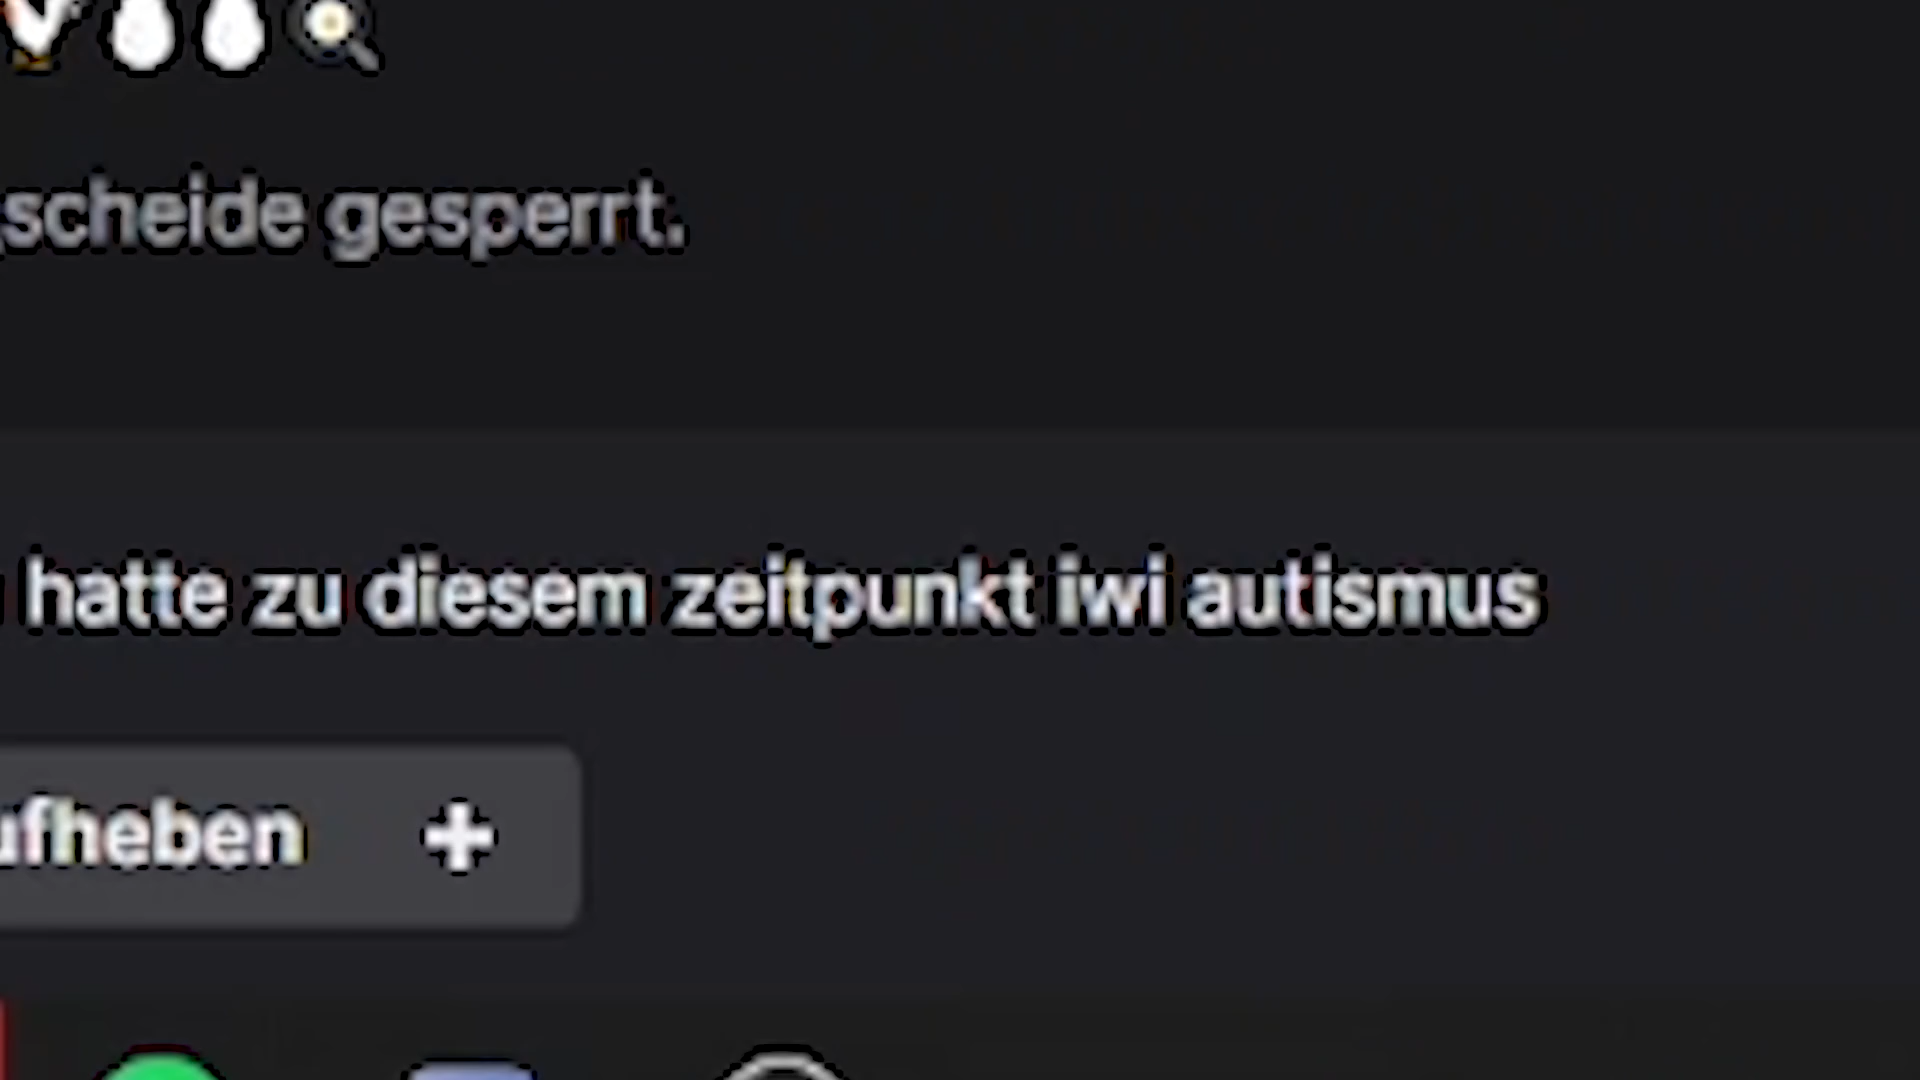 scheide gesperrt.
hatte zu diesem zeitpunkt iwi autismus
ufheben +